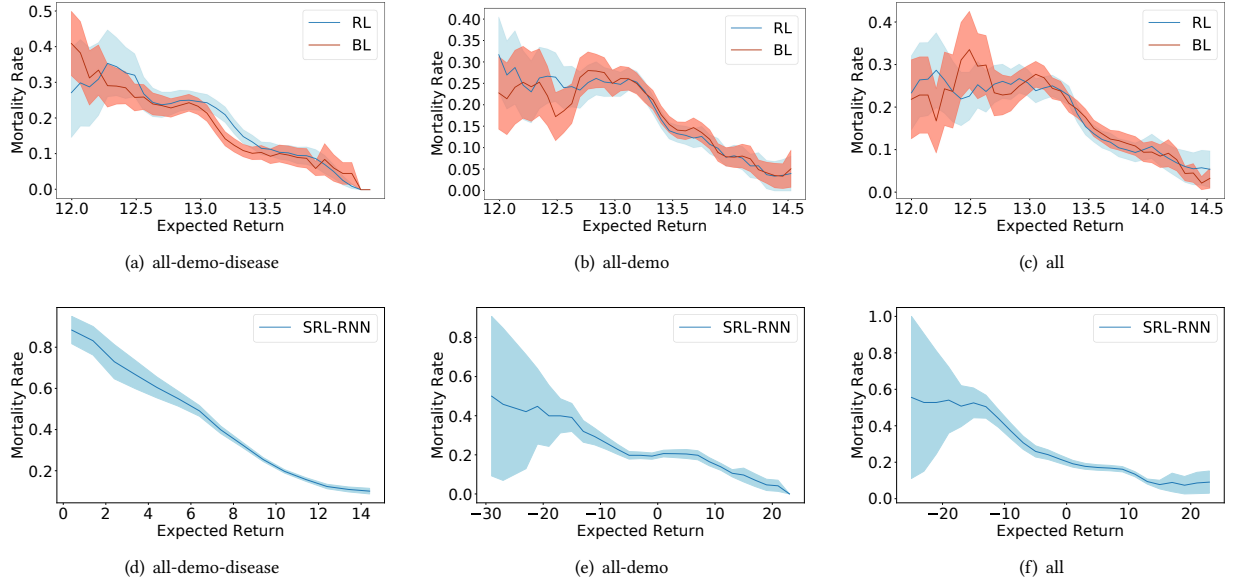 Mortality Rate
0.5
0.4
0.3
0.2
0.1
0.0
RL
BL
12.0 12.5 13.0 13.5 14.0
Expected Return
(a) all-demo-disease
Mortality Rate
0.40
0.35
0.30
0.25
0.20
0.15
0.10
0.05
0.00
RL
BL
12.0 12.5 13.0 13.5 14.0 14.5
Expected Return
(b) all-demo
Mortality Rate
0.4
0.3
0.2
0.1
0.0
RL
BL
12.0 12.5 13.0 13.5 14.0 14.5
Expected Return
(c) all
Mortality Rate
0.8
0.6
0.4
0.2
SRL-RNN
0 2 4 6 8 10 12 14
Expected Return
(d) all-demo-disease
Mortality Rate
0.8
0.6
0.4
0.2
0.0
SRL-RNN
−30 −20 −10 0 10 20
Expected Return
(e) all-demo
Mortality Rate
1.0
0.8
0.6
0.4
0.2
0.0
SRL-RNN
−20 −10 0 10 20
Expected Return
(f) all